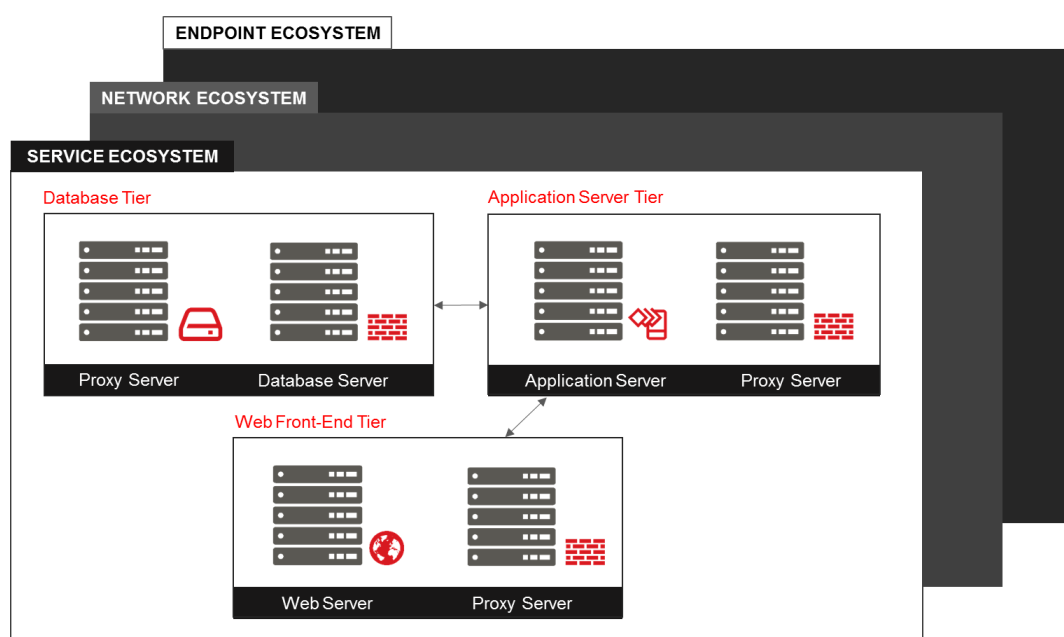 ENDPOINT ECOSYSTEM
NETWORK ECOSYSTEM
SERVICE ECOSYSTEM
Database Tier
Application Server Tier
Proxy Server
Database Server
Application Server
Proxy Server
Web Front-End Tier
Web Server
Proxy Server